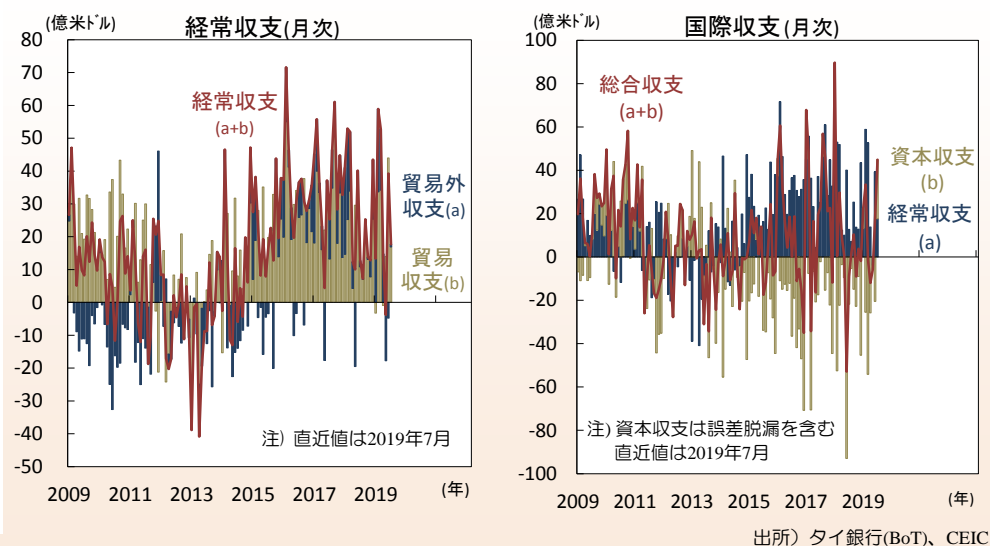 (億米ﾄﾞﾙ)
経常収支(月次)
80
70
60
50
40
30
20
10
0
-10
-20
-30
-40
-50
経常収支
(a+b)
貿易外
収支(a)
貿易
収支(b)
注) 直近値は2019年7月
2009 2011 2013 2015 2017 2019 (年)
(億米ﾄﾞﾙ)
国際収支(月次)
100
80
60
40
20
0
-20
-40
-60
-80
-100
総合収支
(a+b)
資本収支
(b)
経常収支
(a)
注) 資本収支は誤差脱漏を含む
直近値は2019年7月
2009 2011 2013 2015 2017 2019 (年)
出所）タイ銀行(BoT)、CEIC